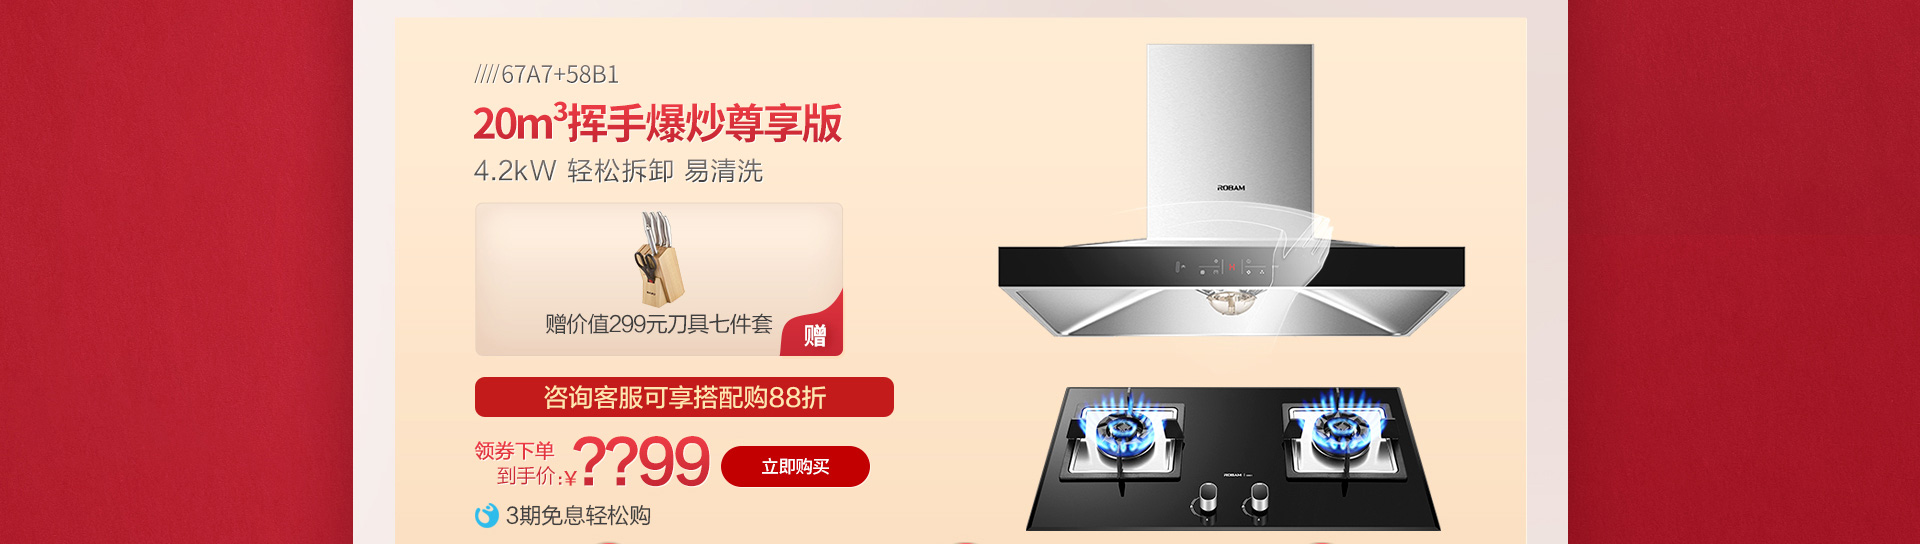 ////67A7+58B1
20m³挥手爆炒尊享版
4.2kW 轻松拆卸 易清洗
赠价值299元刀具七件套
赠
咨询客服可享搭配购88折
领券下单
到手价:¥??99
立即购买
3期免息轻松购
ROBAM
ROBAM